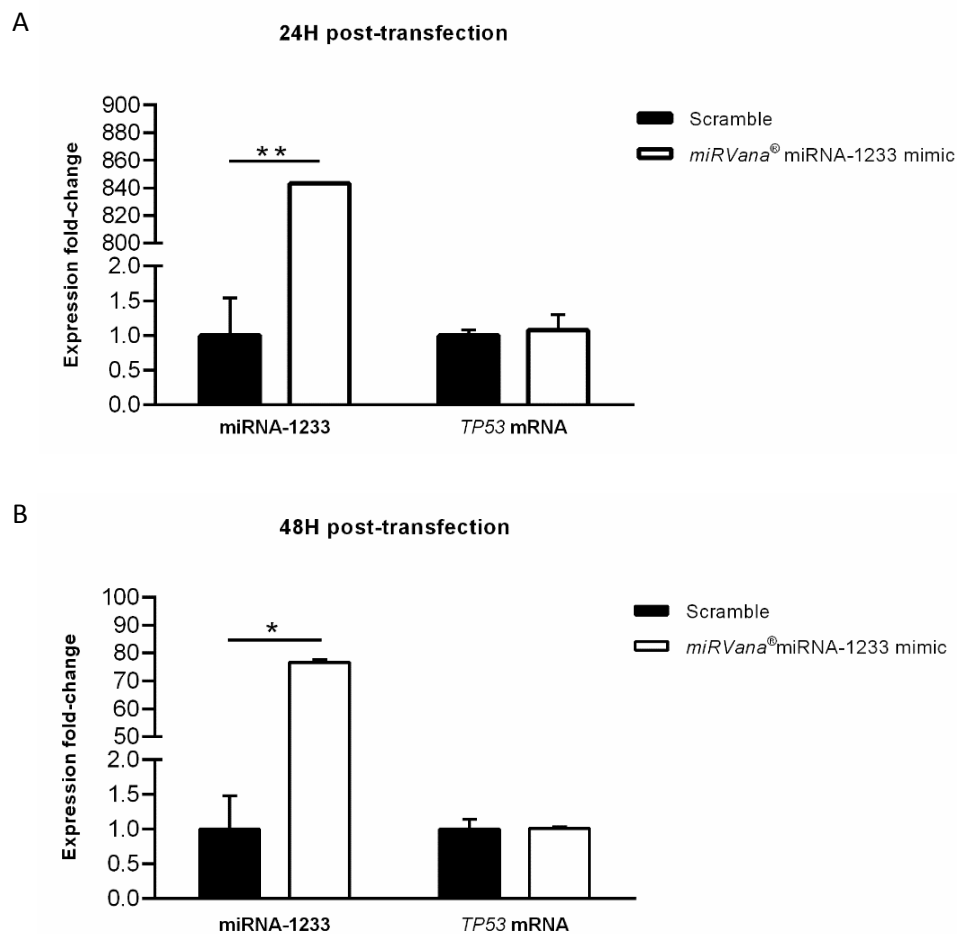 A
24H post-transfection
Expression fold-change
900
880
860
840
820
800
2.0
1.5
1.0
0.5
0.0
**
Scramble
miRVana® miRNA-1233 mimic
miRNA-1233
TP53 mRNA
B
48H post-transfection
Expression fold-change
100
90
80
70
60
50
2.0
1.5
1.0
0.5
0.0
*
Scramble
miRVana®miRNA-1233 mimic
miRNA-1233
TP53 mRNA